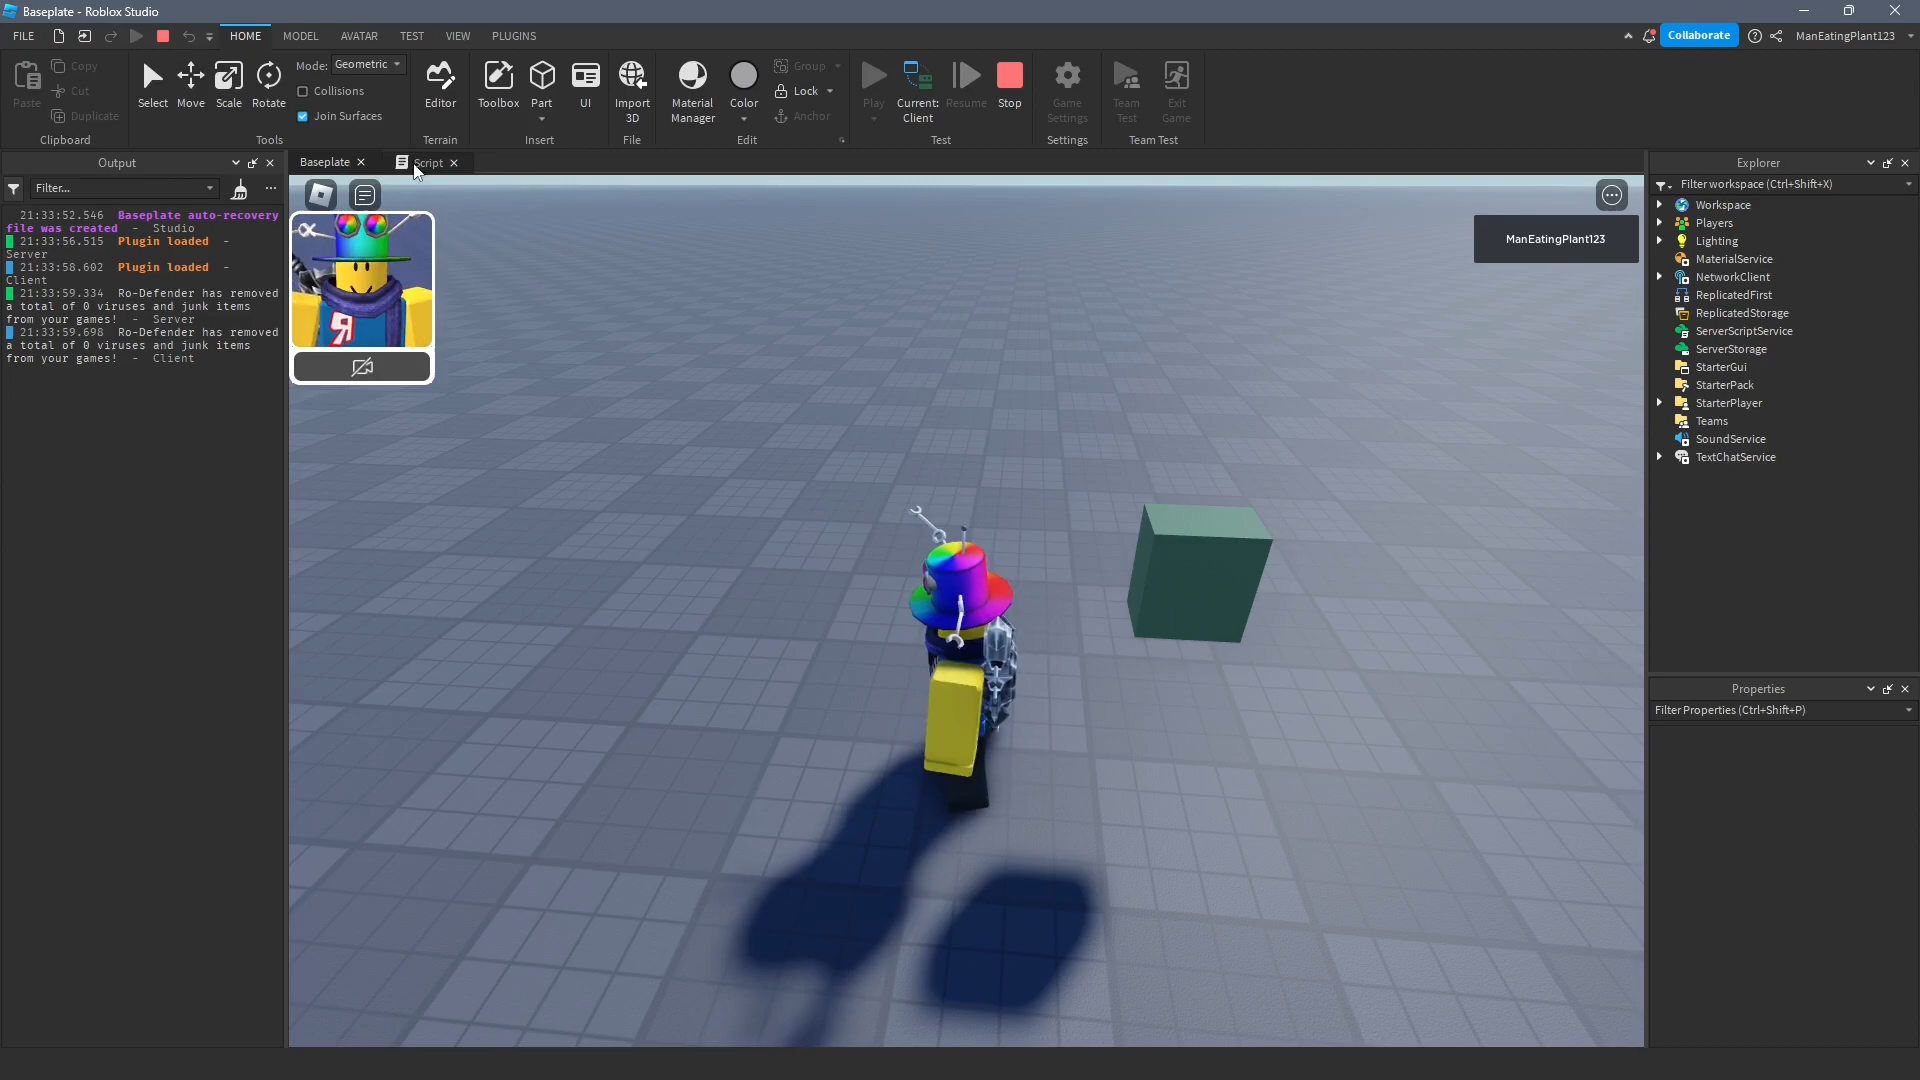 Baseplate - Roblox Studio
FILE HOME MODEL AVATAR TEST VIEW PLUGINS Collaborate ManEatingPlant123
Paste Copy Cut Duplicate Clipboard
Select Move Scale Rotate Mode: Geometric Collisions Join Surfaces Tools
Editor Terrain
Toolbox Part UI Insert
Import 3D File
Material Manager Color Group Lock Anchor Edit
Play Current: Client Resume Stop Test
Game Settings Settings
Team Test Exit Game Team Test
Output
Filter...
21:33:52.546 Baseplate auto-recovery
file was created - Studio
21:33:56.515 Plugin loaded -
Server
21:33:58.602 Plugin loaded -
Client
21:33:59.334 Ro-Defender has removed
a total of 0 viruses and junk items
from your games! - Server
21:33:59.698 Ro-Defender has removed
a total of 0 viruses and junk items
from your games! - Client
Baseplate Script
ManEatingPlant123
Explorer
Filter workspace (Ctrl+Shift+X)
Workspace
Players
Lighting
MaterialService
NetworkClient
ReplicatedFirst
ReplicatedStorage
ServerScriptService
ServerStorage
StarterGui
StarterPack
StarterPlayer
Teams
SoundService
TextChatService
Properties
Filter Properties (Ctrl+Shift+P)